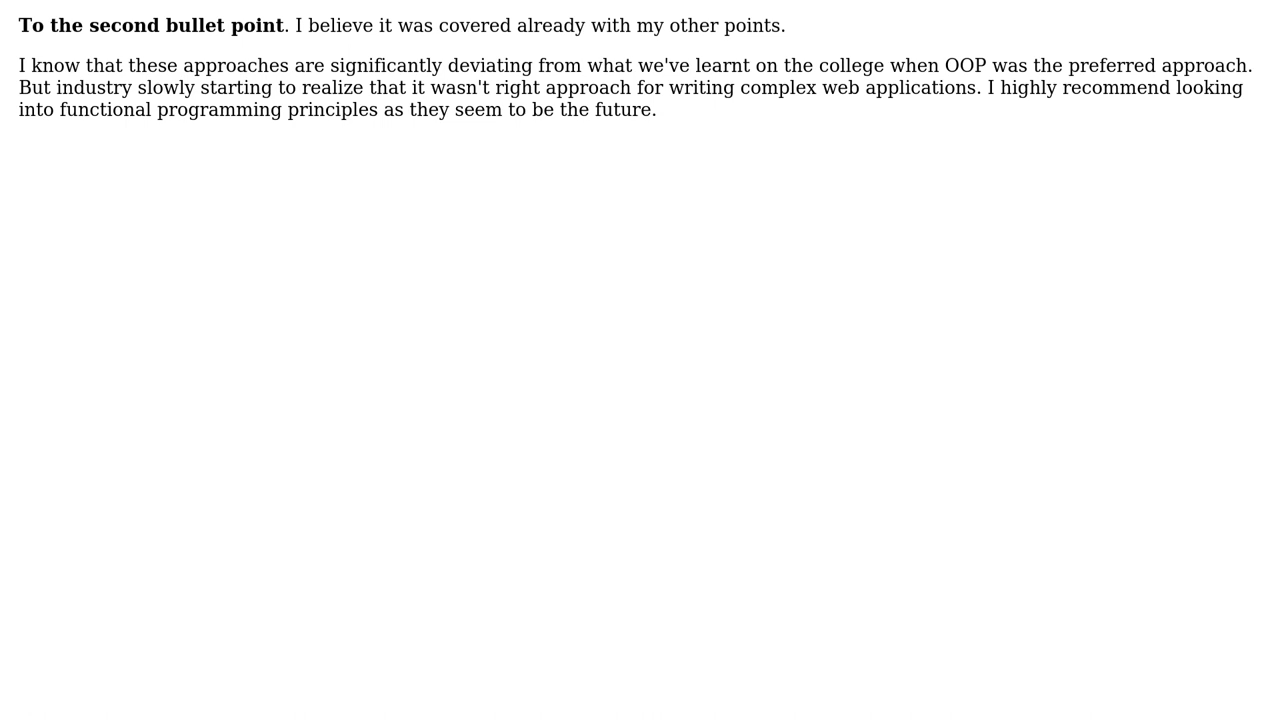 To the second bullet point. I believe it was covered already with my other points.
I know that these approaches are significantly deviating from what we've learnt on the college when OOP was the preferred approach.
But industry slowly starting to realize that it wasn't right approach for writing complex web applications. I highly recommend looking
into functional programming principles as they seem to be the future.